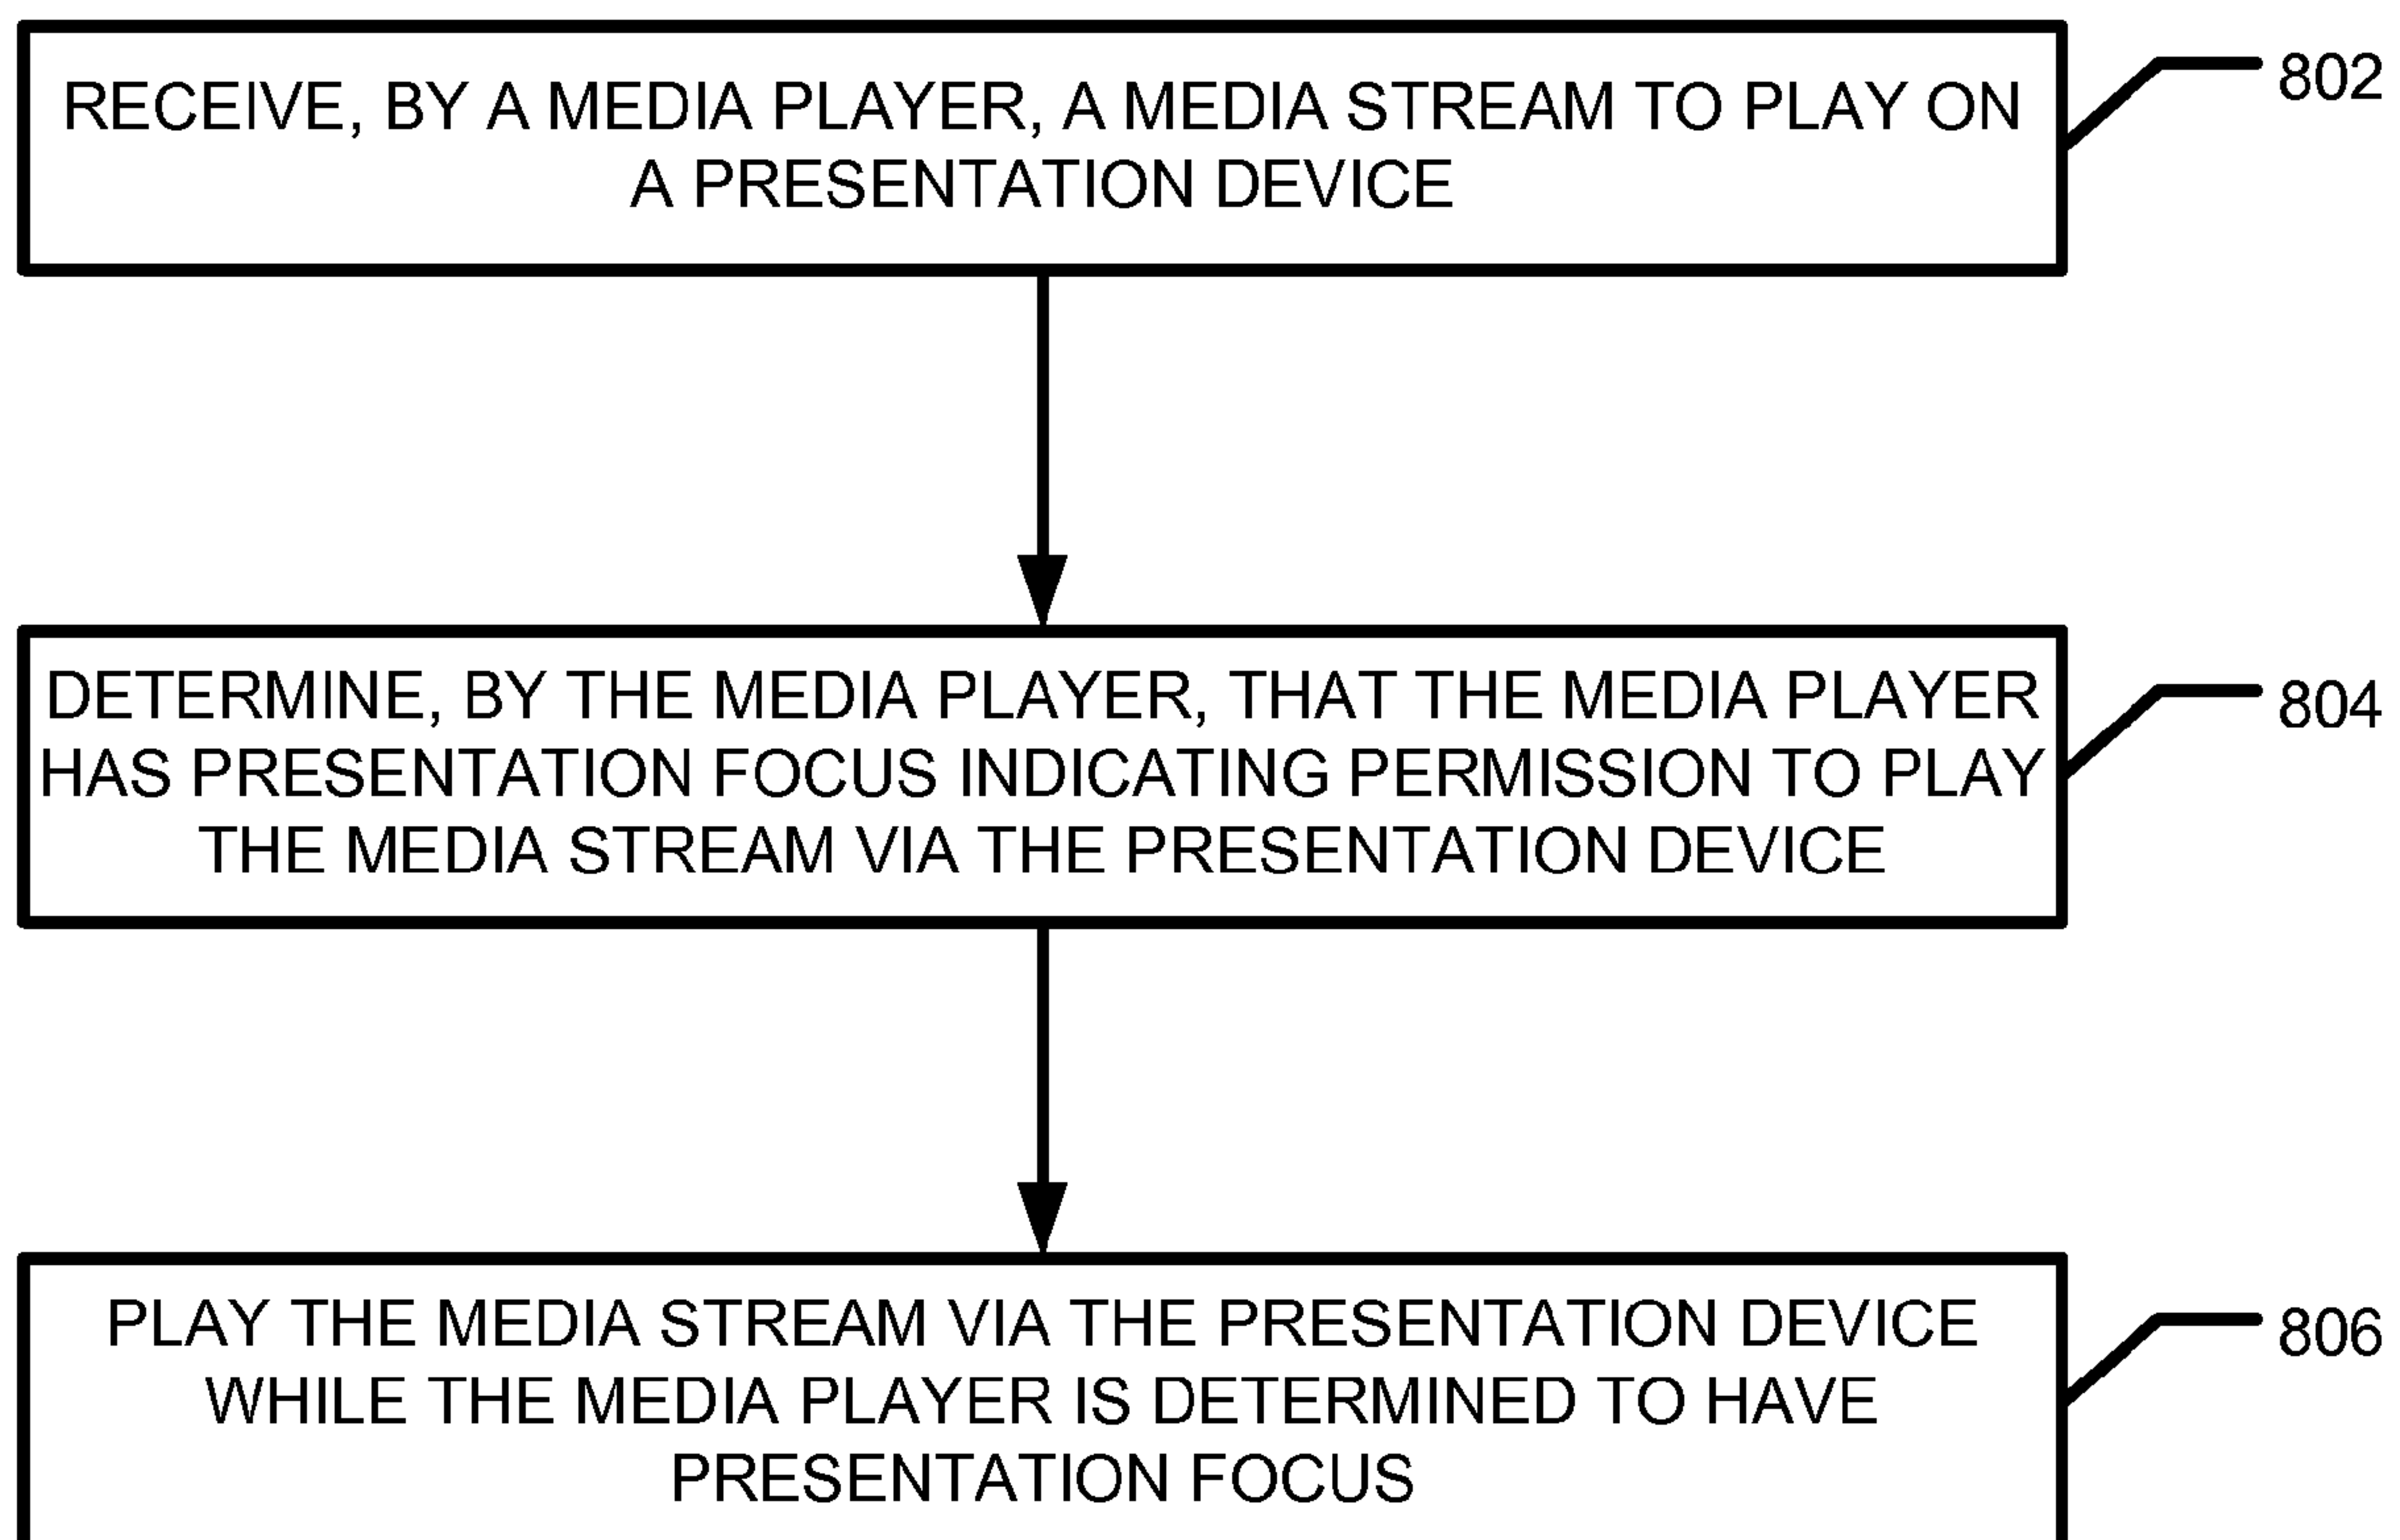 RECEIVE, BY A MEDIA PLAYER, A MEDIA STREAM TO PLAY ON
A PRESENTATION DEVICE
802
DETERMINE, BY THE MEDIA PLAYER, THAT THE MEDIA PLAYER
HAS PRESENTATION FOCUS INDICATING PERMISSION TO PLAY
THE MEDIA STREAM VIA THE PRESENTATION DEVICE
804
PLAY THE MEDIA STREAM VIA THE PRESENTATION DEVICE
WHILE THE MEDIA PLAYER IS DETERMINED TO HAVE
PRESENTATION FOCUS
806